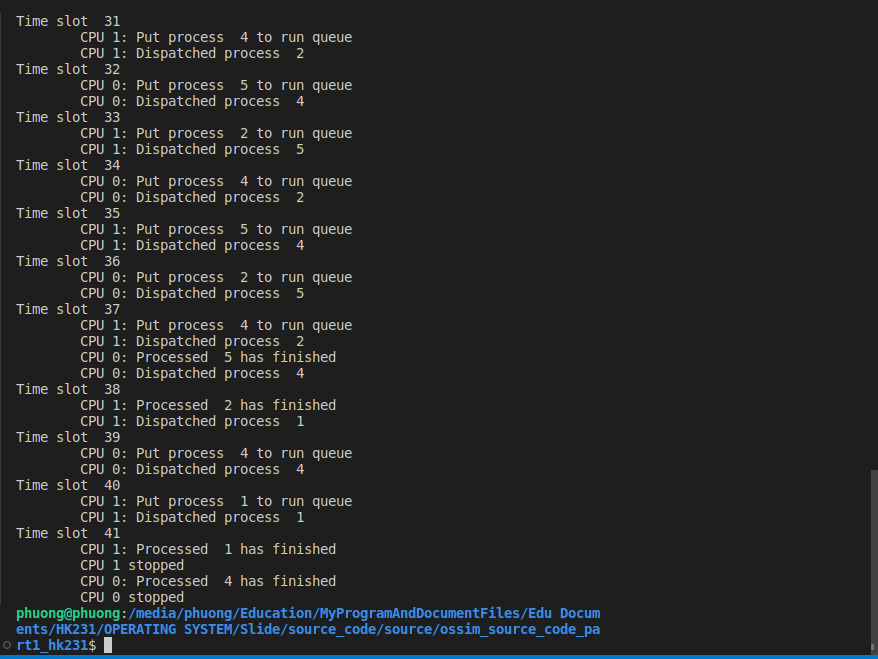 Time slot  31
        CPU 1: Put process  4 to run queue
        CPU 1: Dispatched process  2
Time slot  32
        CPU 0: Put process  5 to run queue
        CPU 0: Dispatched process  4
Time slot  33
        CPU 1: Put process  2 to run queue
        CPU 1: Dispatched process  5
Time slot  34
        CPU 0: Put process  4 to run queue
        CPU 0: Dispatched process  2
Time slot  35
        CPU 1: Put process  5 to run queue
        CPU 1: Dispatched process  4
Time slot  36
        CPU 0: Put process  2 to run queue
        CPU 0: Dispatched process  5
Time slot  37
        CPU 1: Put process  4 to run queue
        CPU 1: Dispatched process  2
        CPU 0: Processed  5 has finished
        CPU 0: Dispatched process  4
Time slot  38
        CPU 1: Processed  2 has finished
        CPU 1: Dispatched process  1
Time slot  39
        CPU 0: Put process  4 to run queue
        CPU 0: Dispatched process  4
Time slot  40
        CPU 1: Put process  1 to run queue
        CPU 1: Dispatched process  1
Time slot  41
        CPU 1: Processed  1 has finished
        CPU 1 stopped
        CPU 0: Processed  4 has finished
        CPU 0 stopped
phuong@phuong:/media/phuong/Education/MyProgramAndDocumentFiles/Edu Docum
ents/HK231/OPERATING SYSTEM/Slide/source_code/source/ossim_source_code_pa
rt1_hk231$